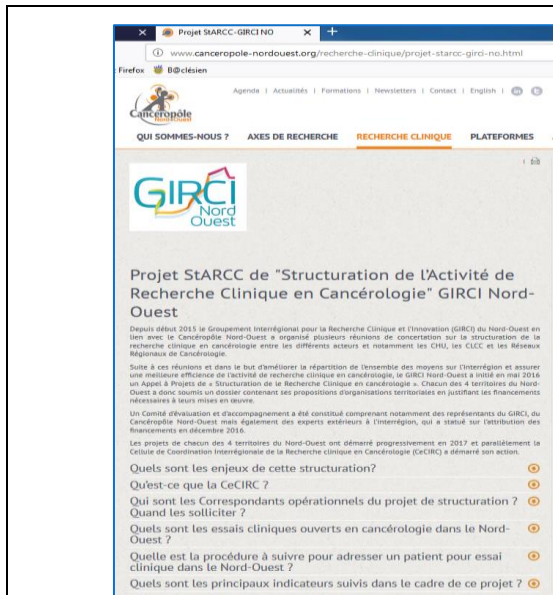 Projet StARCC-GIRCI NO
www.canceropole-nordouest.org/recherche-clinique/projet-starcc-girci-no.html
Firefox B@clésien
Agenda | Actualités | Formations | Newsletters | Contact | English |
Cancéropôle
Nord-Ouest
QUI SOMMES-NOUS ? AXES DE RECHERCHE RECHERCHE CLINIQUE PLATEFORMES
GIRCI
Nord
Ouest
Projet StARCC de "Structuration de l'Activité de
Recherche Clinique en Cancérologie" GIRCI Nord-
Ouest
Depuis début 2015 le Groupement Interrégional pour la Recherche Clinique et l'Innovation (GIRCI) du Nord-Ouest en
lien avec le Cancéropôle Nord-Ouest a organisé plusieurs réunions de concertation sur la structuration de la
recherche clinique en cancérologie entre les différents acteurs et notamment les CHU, les CLCC et les Réseaux
Régionaux de Cancérologie.
Suite à ces réunions et dans le but d'améliorer la répartition de l'ensemble des moyens sur l'interrégion et assurer
une meilleure efficience de l'activité de recherche clinique en cancérologie, le GIRCI Nord-Ouest a initié en mai 2016
un Appel à Projets de « Structuration de le Recherche Clinique en cancérologie ». Chacun des 4 territoires du Nord-
Ouest a donc soumis un dossier contenant ses propositions d'organisations territoriales en justifiant les financements
nécessaires à leurs mises en œuvre.
Un Comité d'évaluation et d'accompagnement a été constitué comprenant notamment des représentants du GIRCI, du
Cancéropôle Nord-Ouest mais également des experts extérieurs à l'interrégion, qui a statué sur l'attribution des
financements en décembre 2016.
Les projets de chacun des 4 territoires du Nord-Ouest ont démarré progressivement en 2017 et parallèlement la
Cellule de Coordination Interrégionale de la Recherche clinique en Cancérologie (CeCIRC) a démarré son action.
Quels sont les enjeux de cette structuration?
Qu'est-ce que la CeCIRC ?
Qui sont les Correspondants opérationnels du projet de structuration ?
Quand les solliciter ?
Quels sont les essais cliniques ouverts en cancérologie dans le Nord-
Ouest ?
Quelle est la procédure à suivre pour adresser un patient pour essai
clinique dans le Nord-Ouest ?
Quels sont les principaux indicateurs suivis dans le cadre de ce projet ?